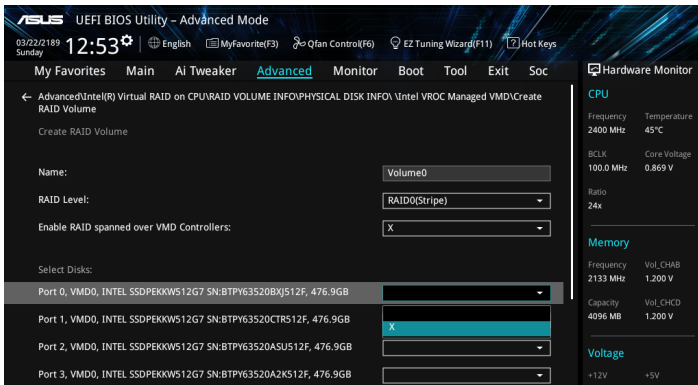 ASUS UEFI BIOS Utility – Advanced Mode
03/22/2189
Sunday
12:53
English
MyFavorite(F3)
Qfan Control(F6)
EZ Tuning Wizard(F11)
Hot Keys
My Favorites Main Ai Tweaker Advanced Monitor Boot Tool Exit Soc
Hardware Monitor
Advanced\Intel(R) Virtual RAID on CPU\RAID VOLUME INFO\PHYSICAL DISK INFO\ \Intel VROC Managed VMD\Create
RAID Volume
Create RAID Volume
Name: Volume0
RAID Level: RAID0(Stripe)
Enable RAID spanned over VMD Controllers: X
Select Disks:
Port 0, VMD0, INTEL SSDPEKKW512G7 SN:BTPY63520BXJ512F, 476.9GB
X
Port 1, VMD0, INTEL SSDPEKKW512G7 SN:BTPY63520CTR512F, 476.9GB
Port 2, VMD0, INTEL SSDPEKKW512G7 SN:BTPY63520ASU512F, 476.9GB
Port 3, VMD0, INTEL SSDPEKKW512G7 SN:BTPY63520A2K512F, 476.9GB
CPU
Frequency Temperature
2400 MHz 45°C
BCLK Core Voltage
100.0 MHz 0.869 V
Ratio
24x
Memory
Frequency Vol_CHAB
2133 MHz 1.200 V
Capacity Vol_CHCD
4096 MB 1.200 V
Voltage
+12V +5V